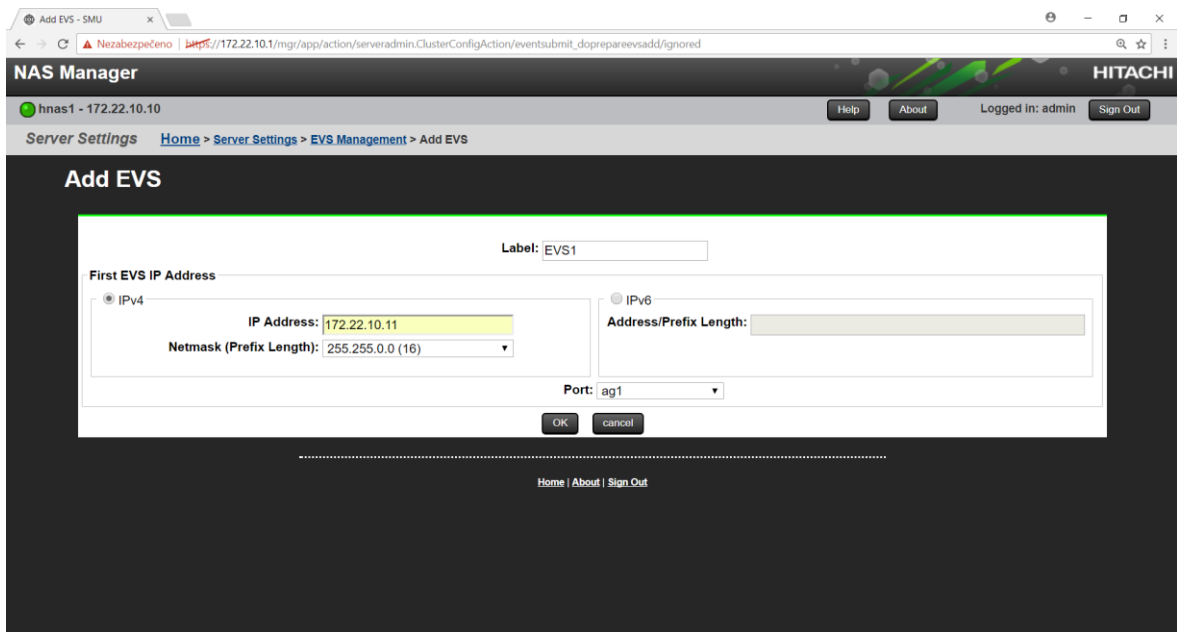 Add EVS - SMU
Nezabezpečeno | https://172.22.10.1/mgr/app/action/serveradmin.ClusterConfigAction/eventsubmit_doprepareevsadd/ignored
NAS Manager
HITACHI
hnas1 - 172.22.10.10
Help
About
Logged in: admin
Sign Out
Server Settings
Home > Server Settings > EVS Management > Add EVS
Add EVS
Label: EVS1
First EVS IP Address
IPv4
IP Address: 172.22.10.11
Netmask (Prefix Length): 255.255.0.0 (16)
IPv6
Address/Prefix Length:
Port: ag1
OK
cancel
Home | About | Sign Out